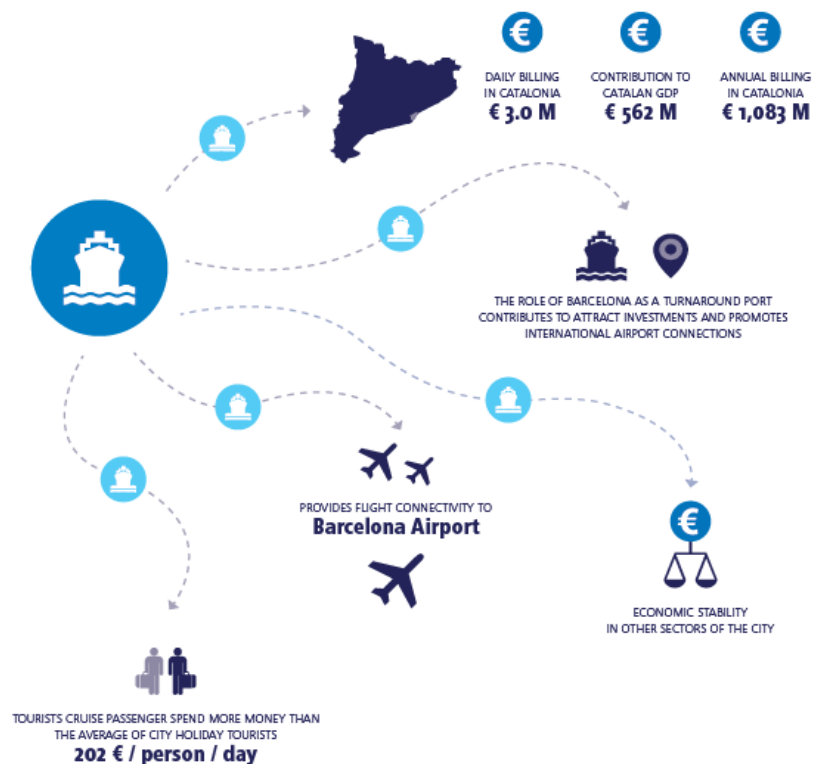 €
€
€
DAILY BILLING
IN CATALONIA
€ 3.0 M
CONTRIBUTION TO
CATALAN GDP
€ 562 M
ANNUAL BILLING
IN CATALONIA
€ 1,083 M
THE ROLE OF BARCELONA AS A TURNAROUND PORT
CONTRIBUTES TO ATTRACT INVESTMENTS AND PROMOTES
INTERNATIONAL AIRPORT CONNECTIONS
PROVIDES FLIGHT CONNECTIVITY TO
Barcelona Airport
€
ECONOMIC STABILITY
IN OTHER SECTORS OF THE CITY
TOURISTS CRUISE PASSENGER SPEND MORE MONEY THAN
THE AVERAGE OF CITY HOLIDAY TOURISTS
202 € / person / day